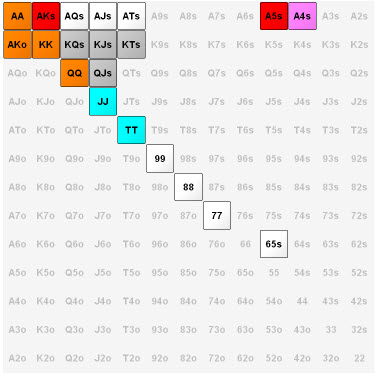 AA AKs AQs AJs ATs A9s A8s A7s A6s A5s A4s A3s A2s
AKo KK KQs KJs KTs K9s K8s K7s K6s K5s K4s K3s K2s
AQo KQo QQ QJs QTs Q9s Q8s Q7s Q6s Q5s Q4s Q3s Q2s
AJo KJo QJo JJ JTs J9s J8s J7s J6s J5s J4s J3s J2s
ATo KTo QTo JTo TT T9s T8s T7s T6s T5s T4s T3s T2s
A9o K9o Q9o J9o T9o 99 98s 97s 96s 95s 94s 93s 92s
A8o K8o Q8o J8o T8o 98o 88 87s 86s 85s 84s 83s 82s
A7o K7o Q7o J7o T7o 97o 87o 77 76s 75s 74s 73s 72s
A6o K6o Q6o J6o T6o 96o 86o 76o 66 65s 64s 63s 62s
A5o K5o Q5o J5o T5o 95o 85o 75o 65o 55 54s 53s 52s
A4o K4o Q4o J4o T4o 94o 84o 74o 64o 54o 44 43s 42s
A3o K3o Q3o J3o T3o 93o 83o 73o 63o 53o 43o 33 32s
A2o K2o Q2o J2o T2o 92o 82o 72o 62o 52o 42o 32o 22